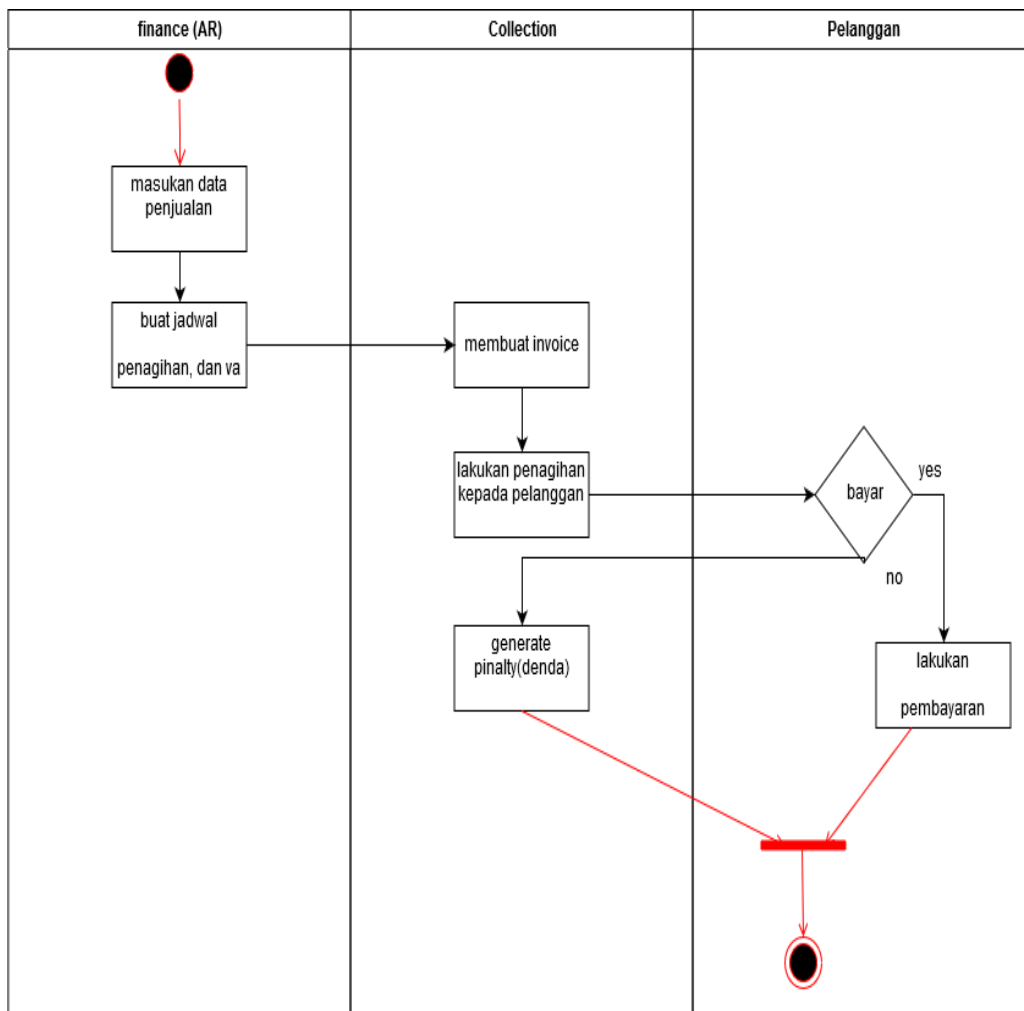 finance (AR)
Collection
Pelanggan
masukan data
penjualan
buat jadwal
penagihan, dan va
membuat invoice
lakukan penagihan
kepada pelanggan
bayar
yes
no
generate
pinalty(denda)
lakukan
pembayaran